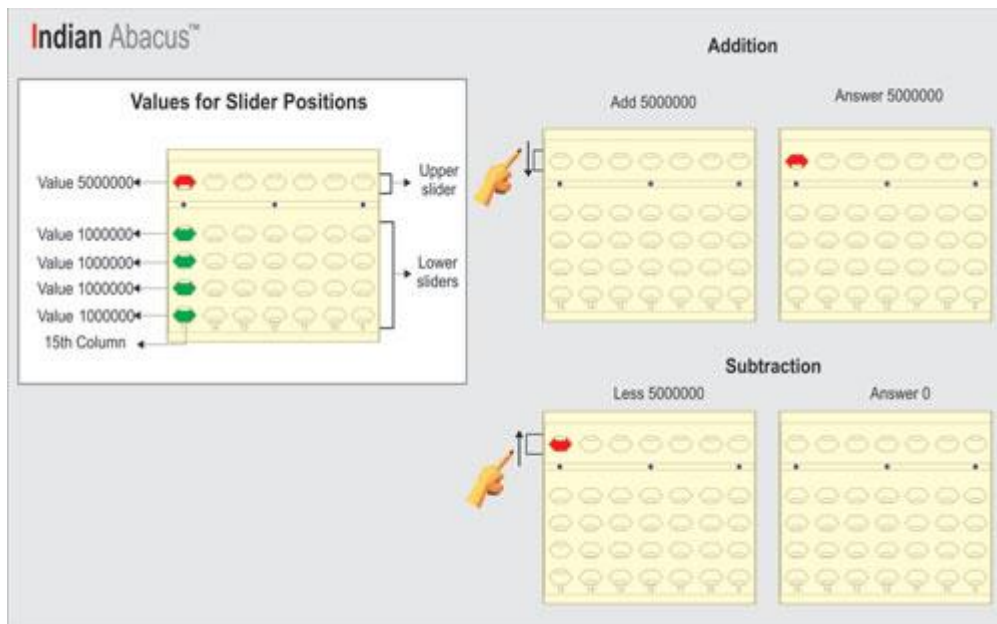 Indian Abacus™
Values for Slider Positions
Value 5000000
Upper
slider
Value 1000000
Value 1000000
Value 1000000
Value 1000000
Lower
sliders
15th Column
Addition
Add 5000000
Answer 5000000
Subtraction
Less 5000000
Answer 0